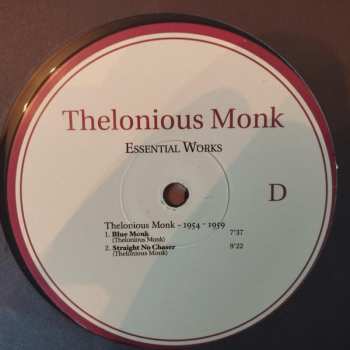 Thelonious Monk
Essential Works
D
Thelonious Monk - 1954 - 1959
1. Blue Monk 7'37
(Thelonious Monk)
2. Straight No Chaser 9'22
(Thelonious Monk)